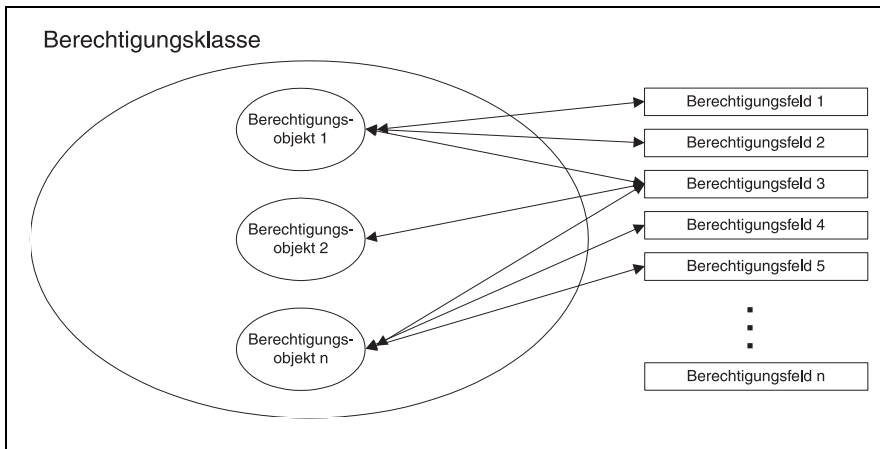 Berechtigungsklasse
Berechtigungs-
objekt 1
Berechtigungs-
objekt 2
Berechtigungs-
objekt n
Berechtigungsfeld 1
Berechtigungsfeld 2
Berechtigungsfeld 3
Berechtigungsfeld 4
Berechtigungsfeld 5
Berechtigungsfeld n